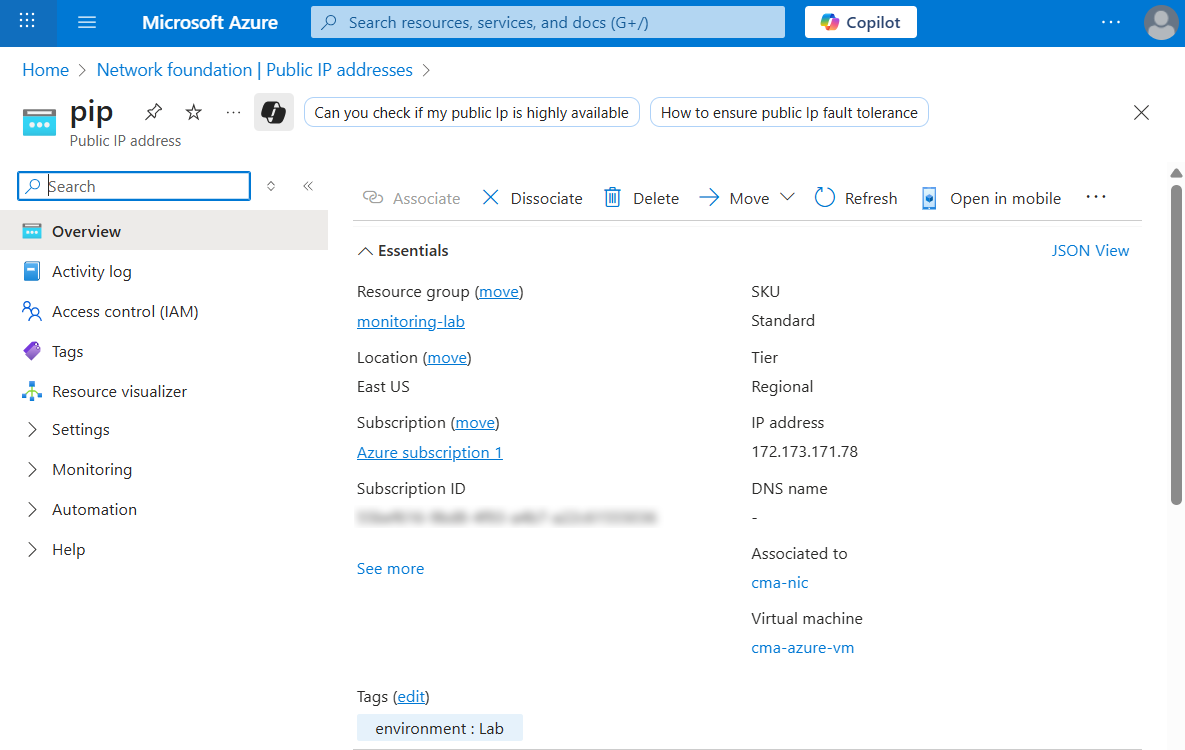 Microsoft Azure
Search resources, services, and docs (G+/)
Copilot
Home > Network foundation | Public IP addresses >
pip
Public IP address
Can you check if my public Ip is highly available
How to ensure public Ip fault tolerance
Search
Overview
Activity log
Access control (IAM)
Tags
Resource visualizer
Settings
Monitoring
Automation
Help
Associate
Dissociate
Delete
Move
Refresh
Open in mobile
Essentials
JSON View
Resource group (move)
monitoring-lab
Location (move)
East US
Subscription (move)
Azure subscription 1
Subscription ID
See more
SKU
Standard
Tier
Regional
IP address
172.173.171.78
DNS name
-
Associated to
cma-nic
Virtual machine
cma-azure-vm
Tags (edit)
environment : Lab